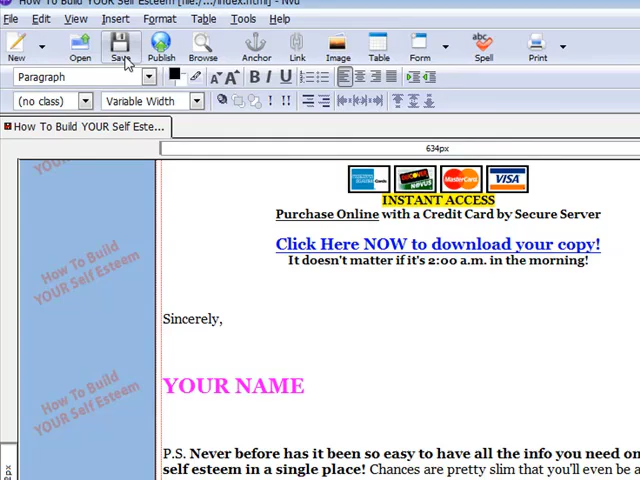 How To Build YOUR Self Esteem [file:/.../index.html] - Nvu
File Edit View Insert Format Table Tools Help
New Open Save Publish Browse Anchor Link Image Table Form Spell Print
Paragraph
(no class) Variable Width
How To Build YOUR Self Este...
634px
INSTANT ACCESS
Purchase Online with a Credit Card by Secure Server
Click Here NOW to download your copy!
It doesn't matter if it's 2:00 a.m. in the morning!
How To Build
YOUR Self Esteem
Sincerely,
YOUR NAME
How To Build
YOUR Self Esteem
P.S. Never before has it been so easy to have all the info you need on
self esteem in a single place! Chances are pretty slim that you'll even be a